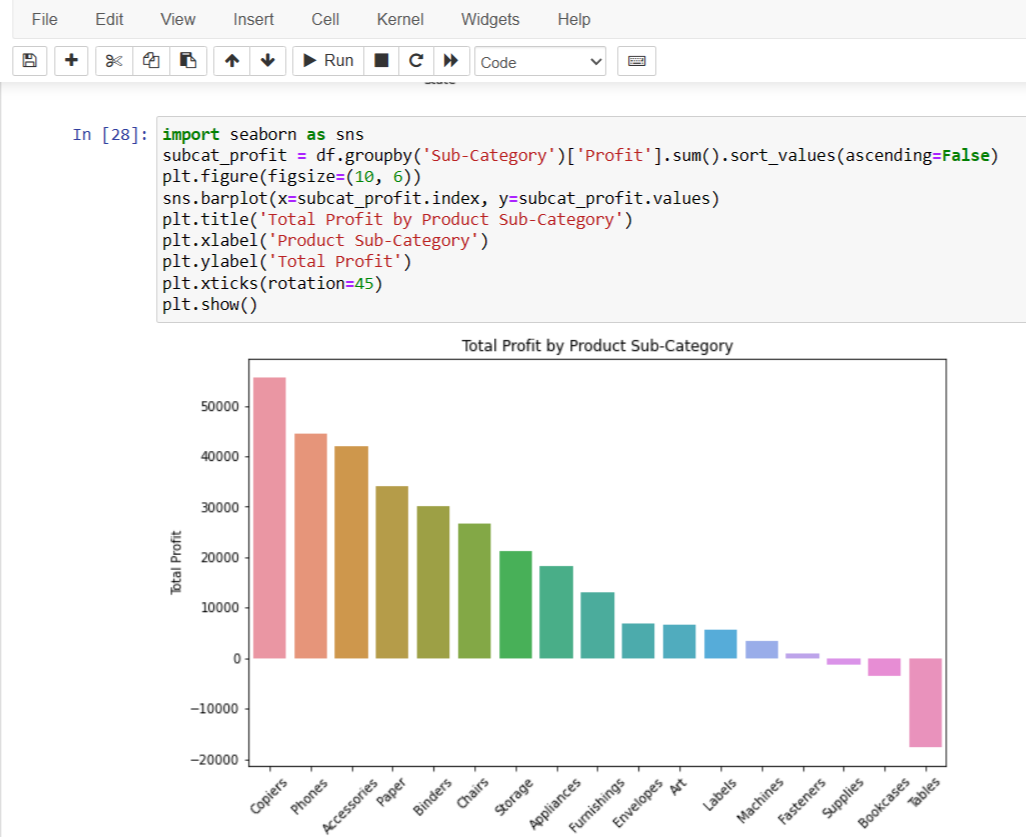 File Edit View Insert Cell Kernel Widgets Help
Run Code
In [28]:
import seaborn as sns
subcat_profit = df.groupby('Sub-Category')['Profit'].sum().sort_values(ascending=False)
plt.figure(figsize=(10, 6))
sns.barplot(x=subcat_profit.index, y=subcat_profit.values)
plt.title('Total Profit by Product Sub-Category')
plt.xlabel('Product Sub-Category')
plt.ylabel('Total Profit')
plt.xticks(rotation=45)
plt.show()
Total Profit by Product Sub-Category
Total Profit
50000
40000
30000
20000
10000
0
−10000
−20000
Copiers Phones Accessories Paper Binders Chairs Storage Appliances Furnishings Envelopes Art Labels Machines Fasteners Supplies Bookcases Tables